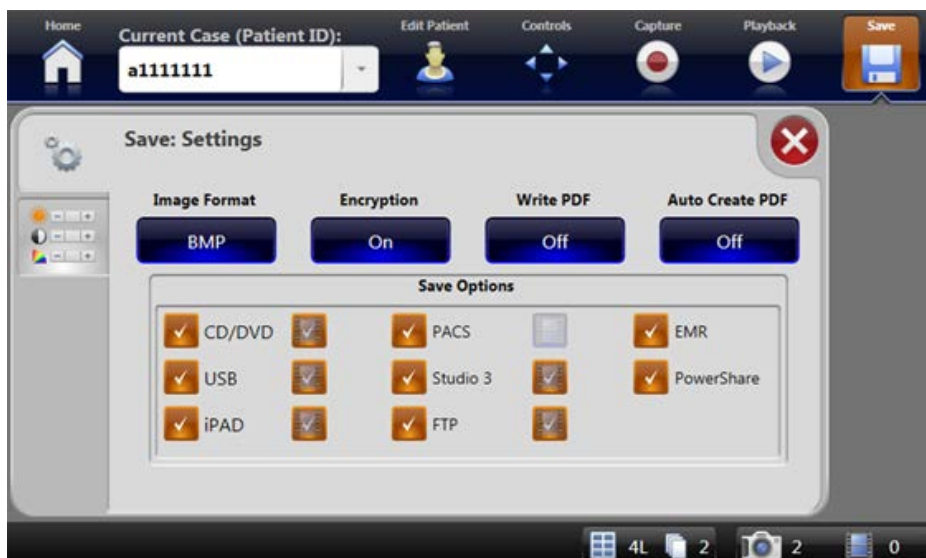 Home
Current Case (Patient ID):
Edit Patient
Controls
Capture
Playback
Save
a1111111
Save: Settings
Image Format
Encryption
Write PDF
Auto Create PDF
BMP
On
Off
Off
Save Options
CD/DVD
PACS
EMR
USB
Studio 3
PowerShare
iPAD
FTP
4L
2
2
0